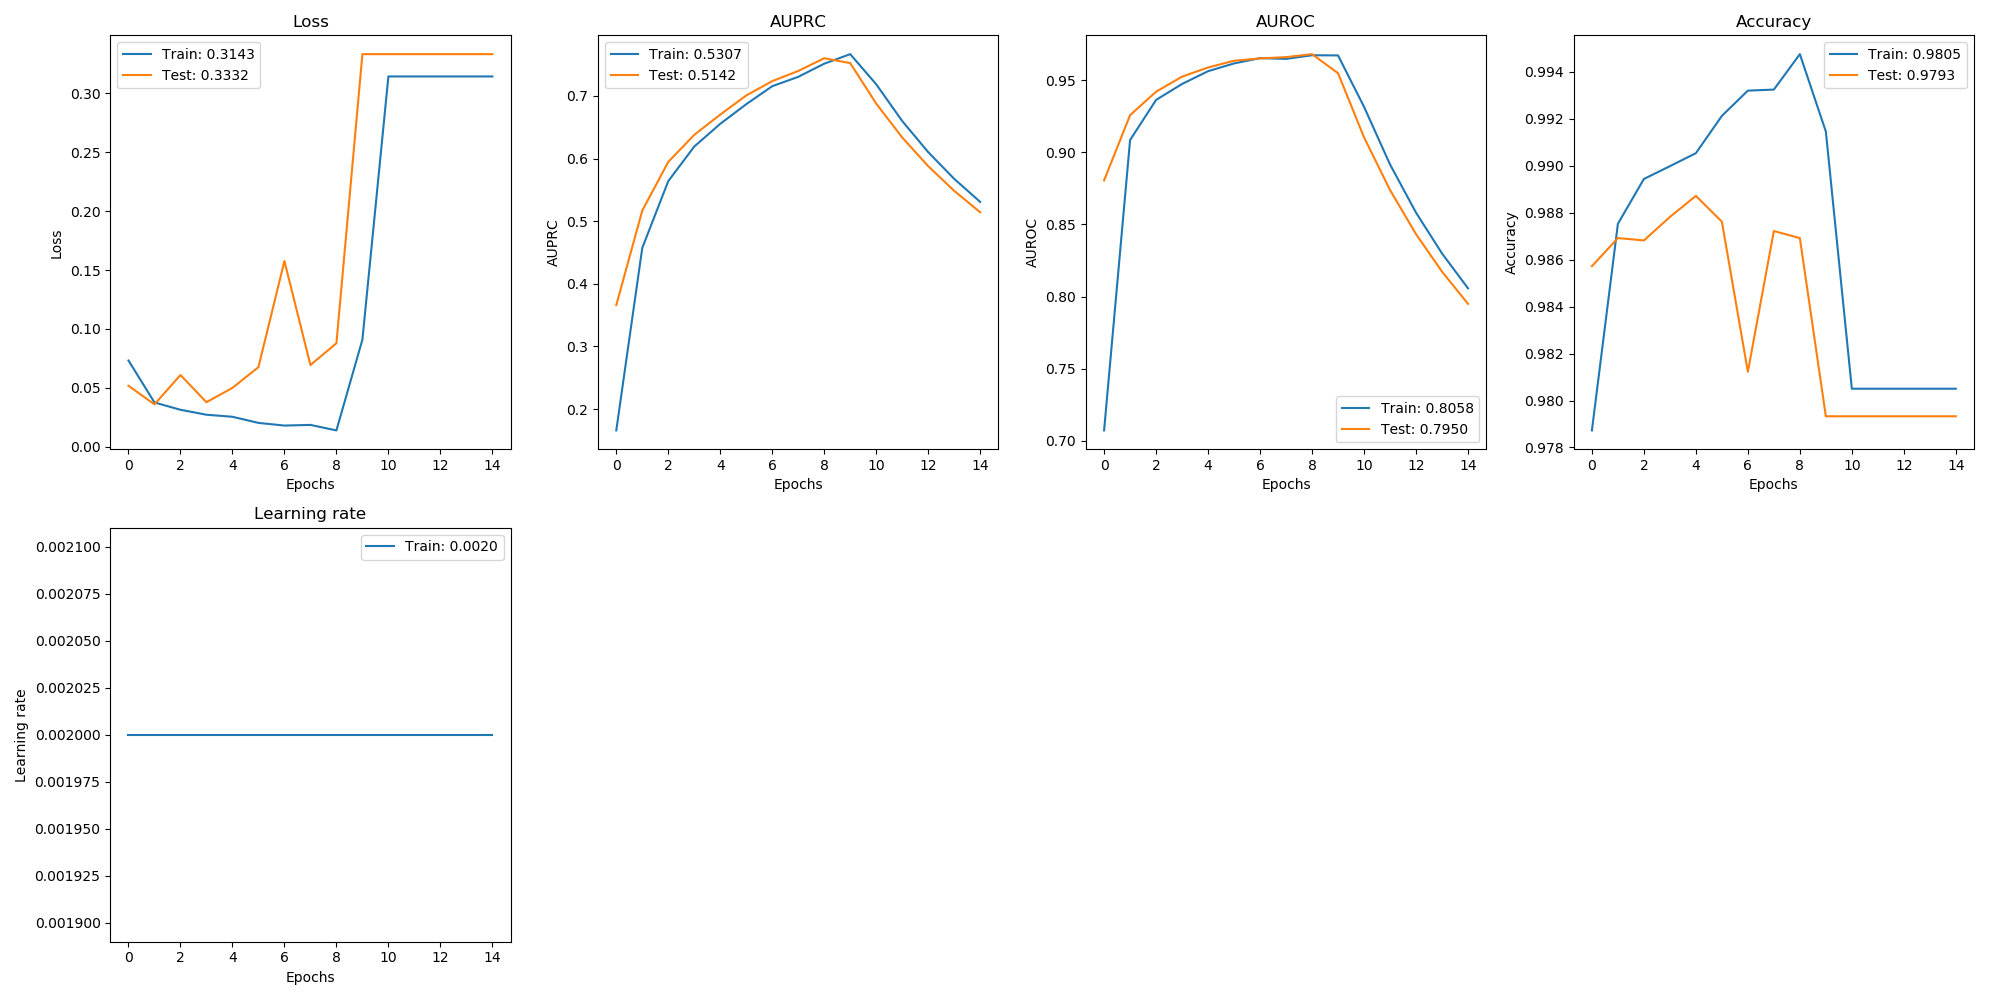 Loss
Train: 0.3143
Test: 0.3332
0.30
0.25
0.20
0.15
0.10
0.05
0.00
Loss
0 2 4 6 8 10 12 14
Epochs
AUPRC
Train: 0.5307
Test: 0.5142
0.7
0.6
0.5
0.4
0.3
0.2
AUPRC
0 2 4 6 8 10 12 14
Epochs
AUROC
0.95
0.90
0.85
0.80
0.75
0.70
AUROC
Train: 0.8058
Test: 0.7950
0 2 4 6 8 10 12 14
Epochs
Accuracy
Train: 0.9805
Test: 0.9793
0.994
0.992
0.990
0.988
0.986
0.984
0.982
0.980
0.978
Accuracy
0 2 4 6 8 10 12 14
Epochs
Learning rate
Train: 0.0020
0.002100
0.002075
0.002050
0.002025
0.002000
0.001975
0.001950
0.001925
0.001900
Learning rate
0 2 4 6 8 10 12 14
Epochs